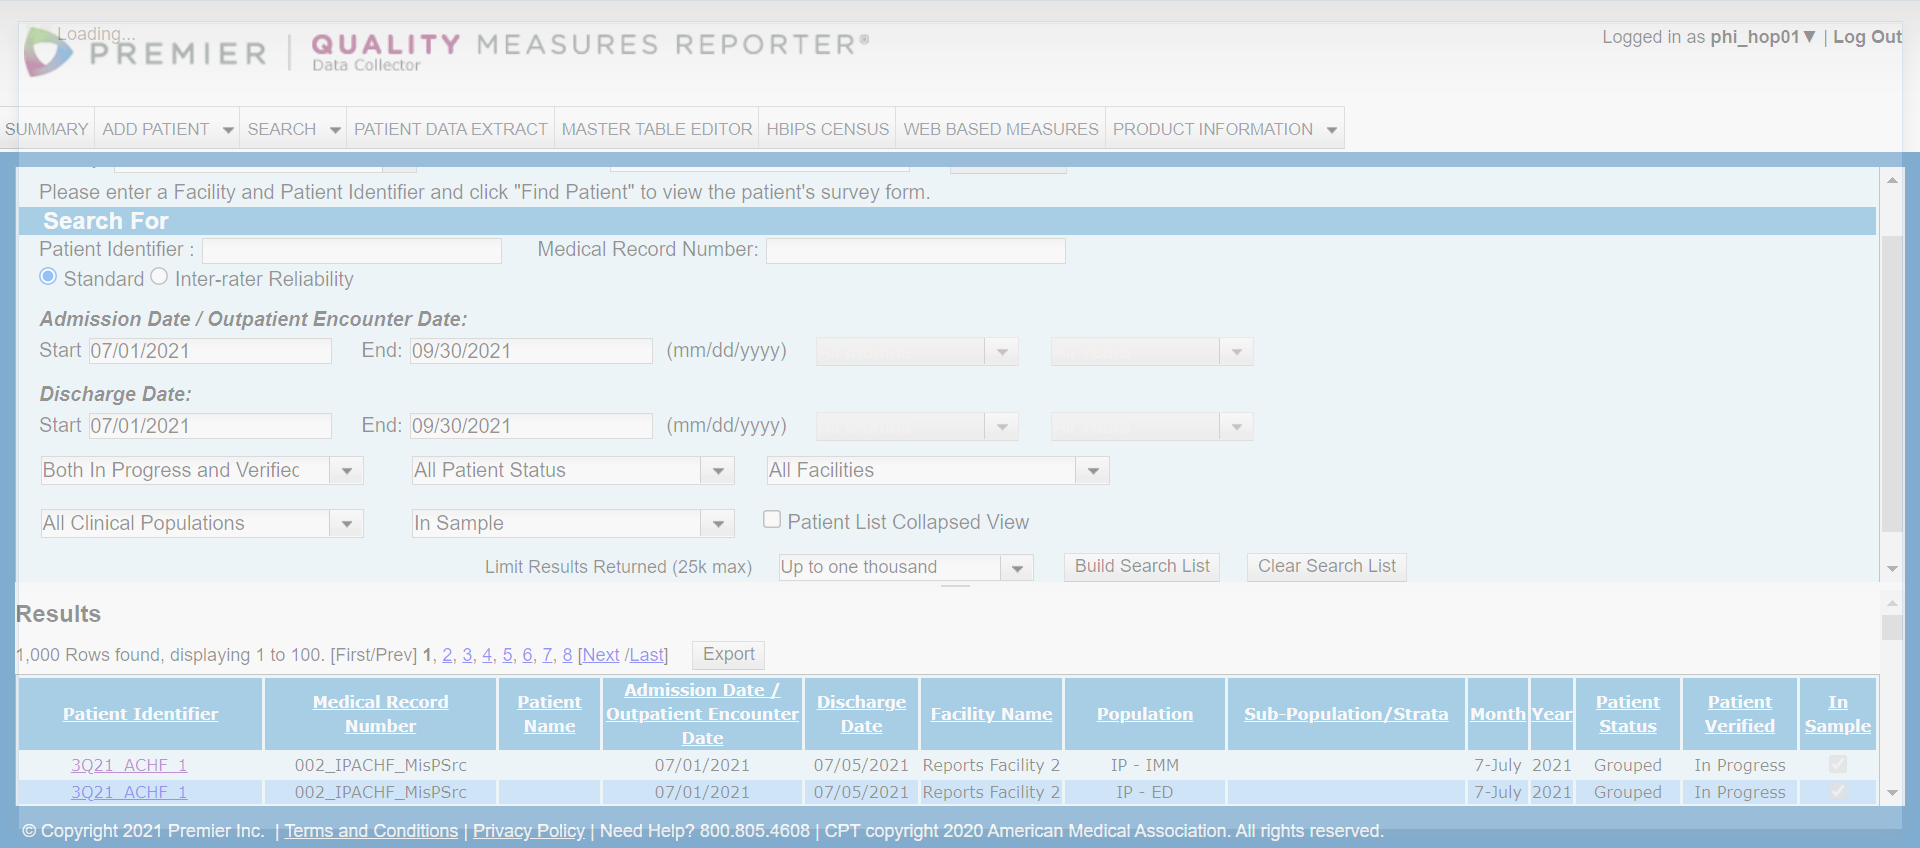 Loading...
PREMIER | QUALITY MEASURES REPORTER®
Data Collector
Logged in as phi_hop01▼ | Log Out
SUMMARY ADD PATIENT SEARCH PATIENT DATA EXTRACT MASTER TABLE EDITOR HBIPS CENSUS WEB BASED MEASURES PRODUCT INFORMATION
Please enter a Facility and Patient Identifier and click "Find Patient" to view the patient's survey form.
Search For
Patient Identifier : Medical Record Number:
Standard Inter-rater Reliability
Admission Date / Outpatient Encounter Date:
Start 07/01/2021 End: 09/30/2021 (mm/dd/yyyy)
Discharge Date:
Start 07/01/2021 End: 09/30/2021 (mm/dd/yyyy)
Both In Progress and Verified All Patient Status All Facilities
All Clinical Populations In Sample Patient List Collapsed View
Limit Results Returned (25k max) Up to one thousand Build Search List Clear Search List
Results
1,000 Rows found, displaying 1 to 100. [First/Prev] 1, 2, 3, 4, 5, 6, 7, 8 [Next /Last] Export
Patient Identifier Medical Record Number Patient Name Admission Date / Outpatient Encounter Date Discharge Date Facility Name Population Sub-Population/Strata Month Year Patient Status Patient Verified In Sample
3Q21_ACHF_1 002_IPACHF_MisPSrc 07/01/2021 07/05/2021 Reports Facility 2 IP - IMM 7-July 2021 Grouped In Progress
3Q21_ACHF_1 002_IPACHF_MisPSrc 07/01/2021 07/05/2021 Reports Facility 2 IP - ED 7-July 2021 Grouped In Progress
© Copyright 2021 Premier Inc. | Terms and Conditions | Privacy Policy | Need Help? 800.805.4608 | CPT copyright 2020 American Medical Association. All rights reserved.